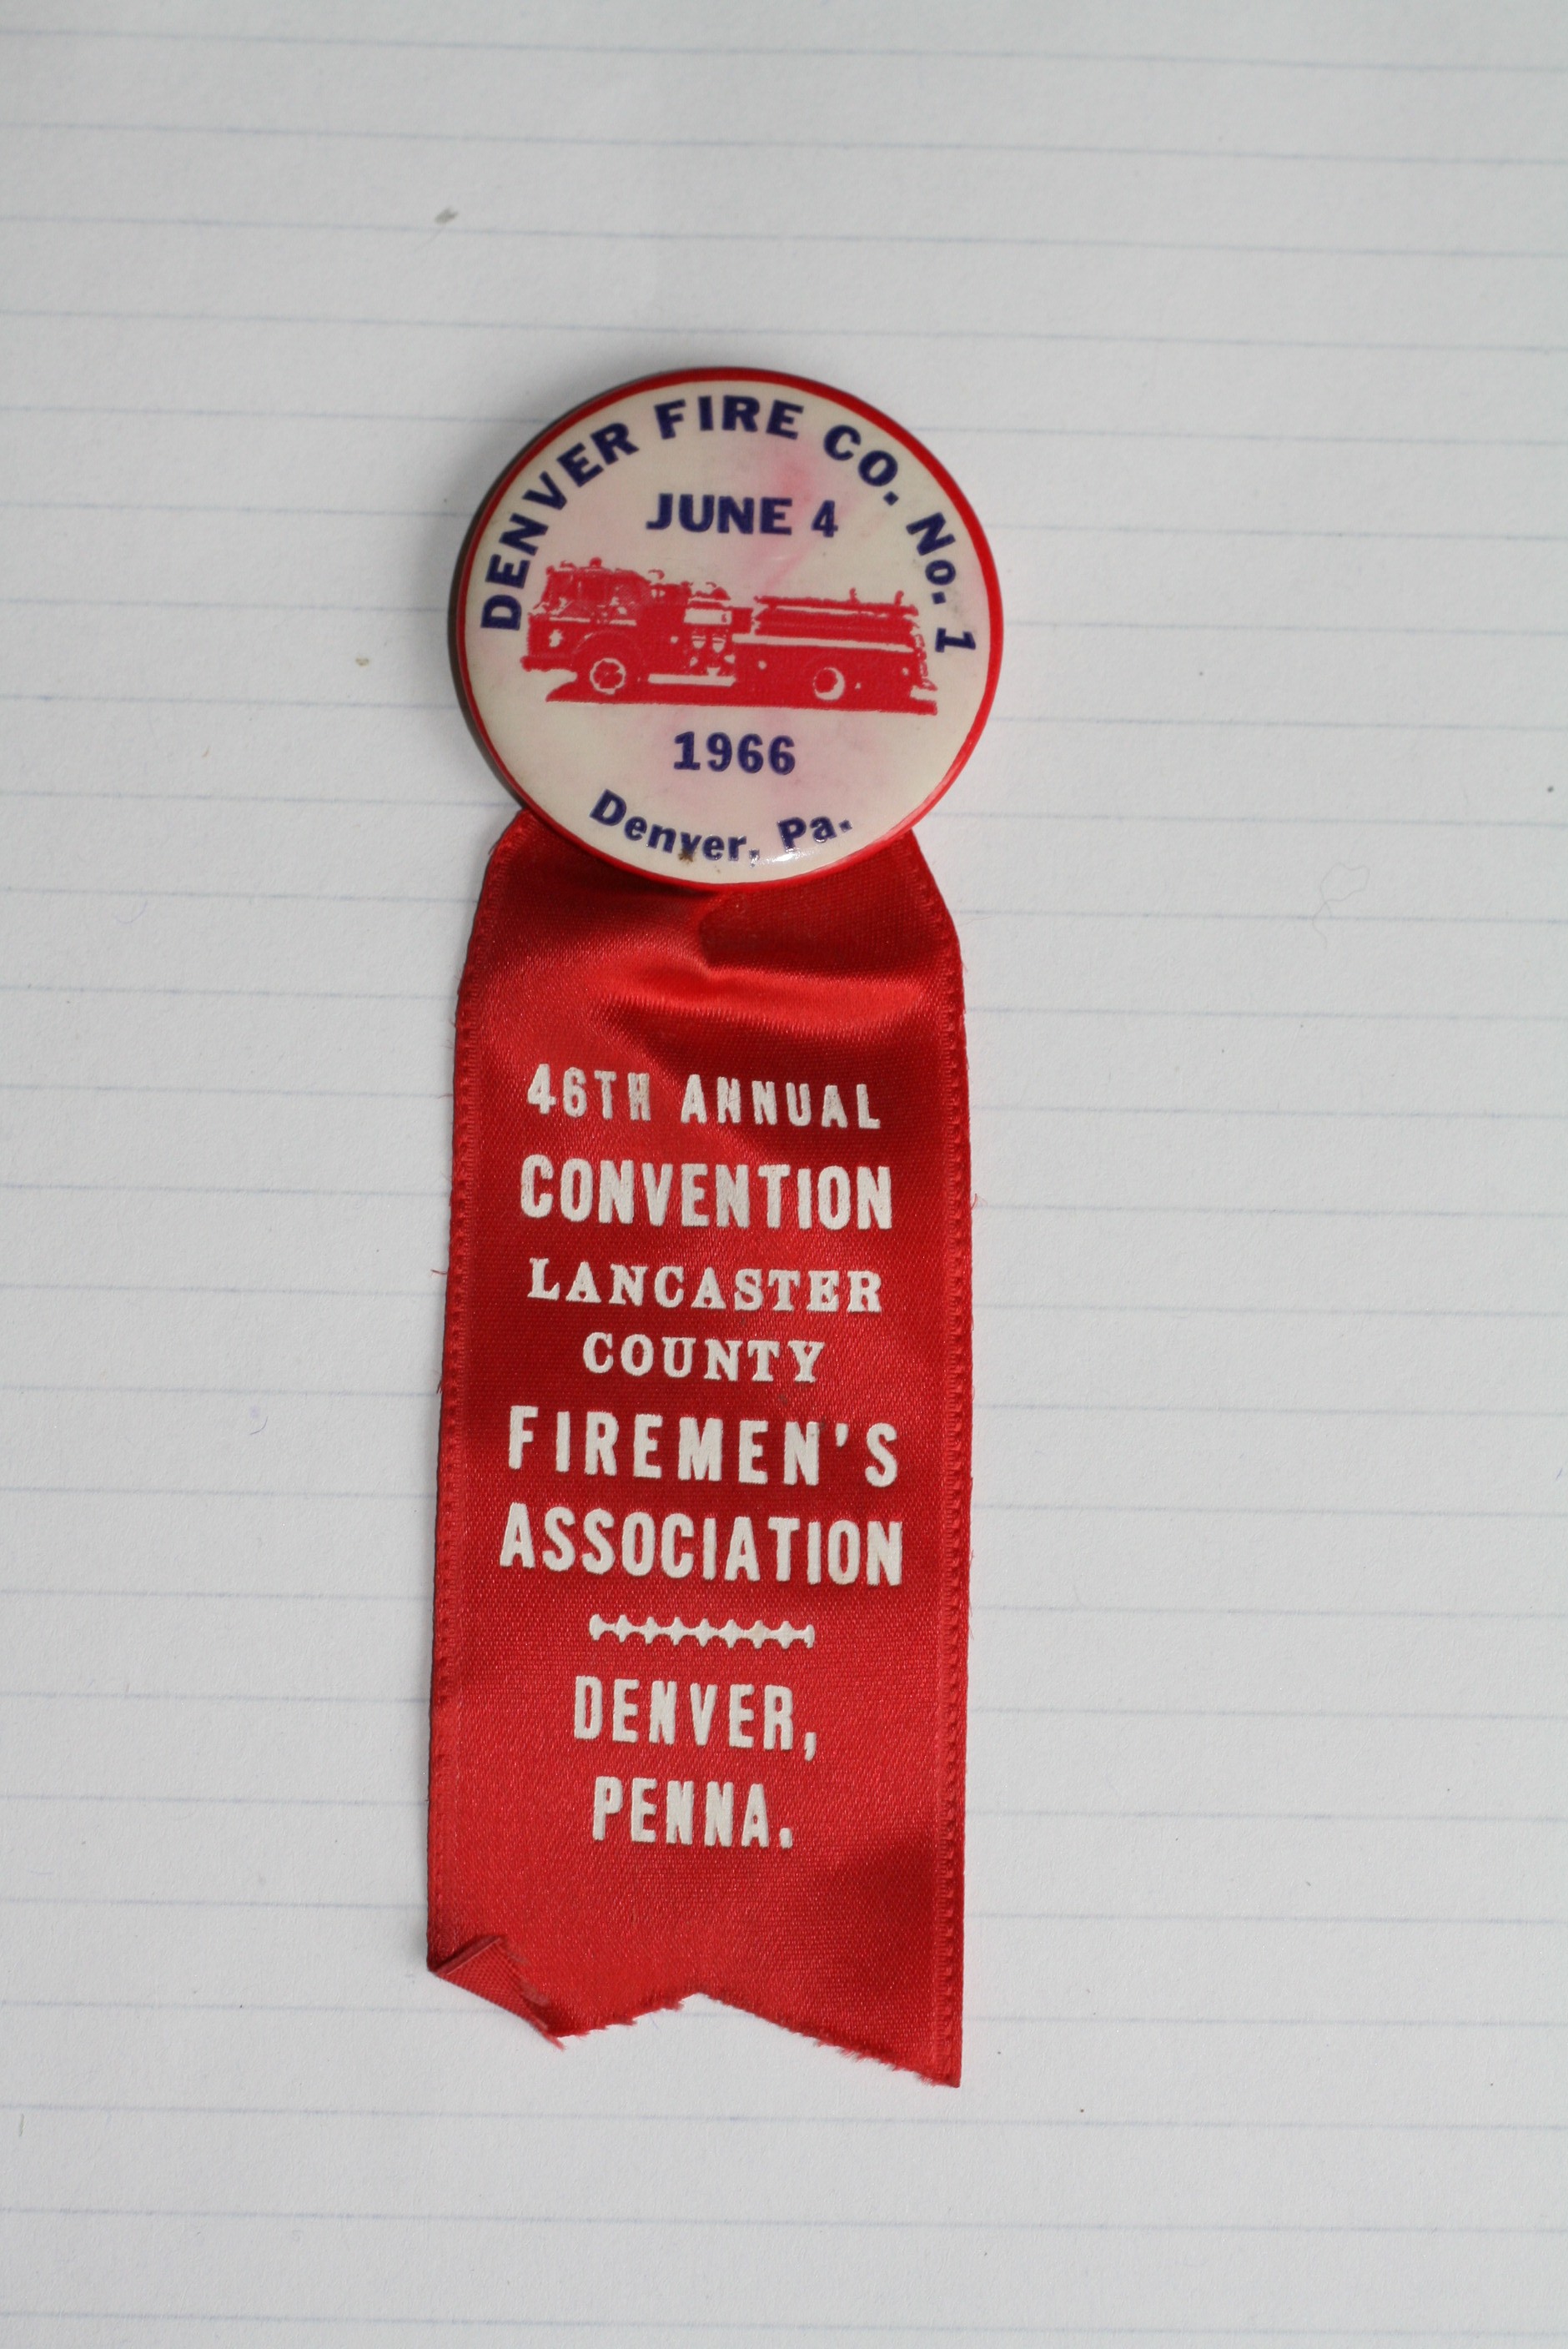 DENVER FIRE CO. No. 1
JUNE 4
1966
Denver, Pa.
46TH ANNUAL
CONVENTION
LANCASTER
COUNTY
FIREMEN'S
ASSOCIATION
DENVER,
PENNA.